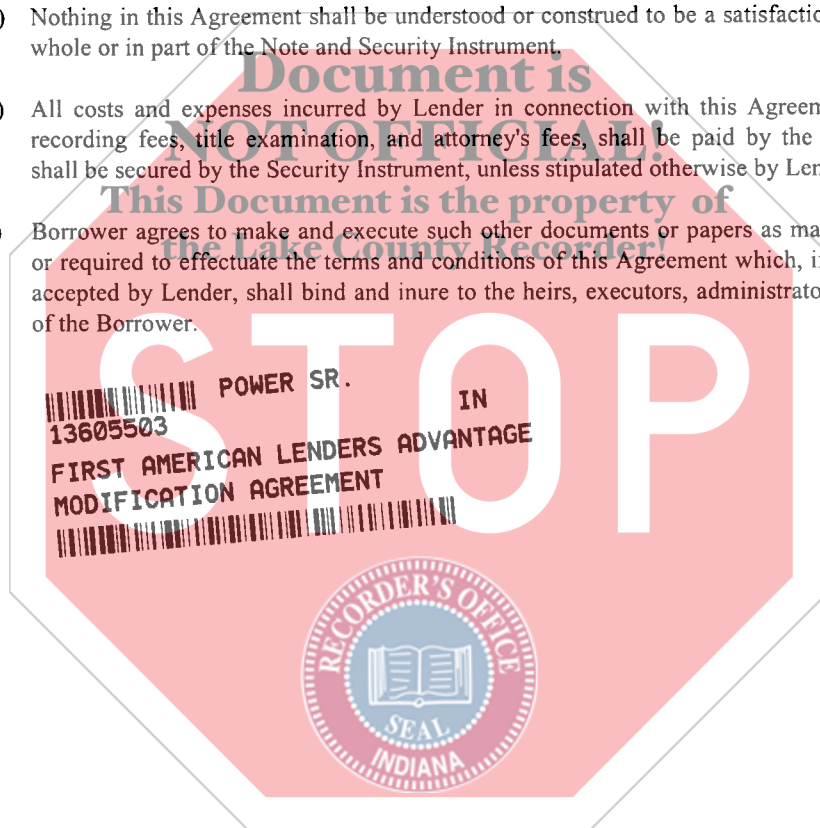 ) Nothing in this Agreement shall be understood or construed to be a satisfactio
whole or in part of the Note and Security Instrument.
Document is
) All costs and expenses incurred by Lender in connection with this Agreem
NOT OFFICIAL!
recording fees, title examination, and attorney's fees, shall be paid by the
shall be secured by the Security Instrument, unless stipulated otherwise by Len
This Document is the property of
Borrower agrees to make and execute such other documents or papers as ma
the Lake County Recorder!
or required to effectuate the terms and conditions of this Agreement which, i
accepted by Lender, shall bind and inure to the heirs, executors, administrato
of the Borrower.
STOP
POWER SR.
IN
13605503
FIRST AMERICAN LENDERS ADVANTAGE
MODIFICATION AGREEMENT
RECORDER'S OFFICE
SEAL
INDIANA